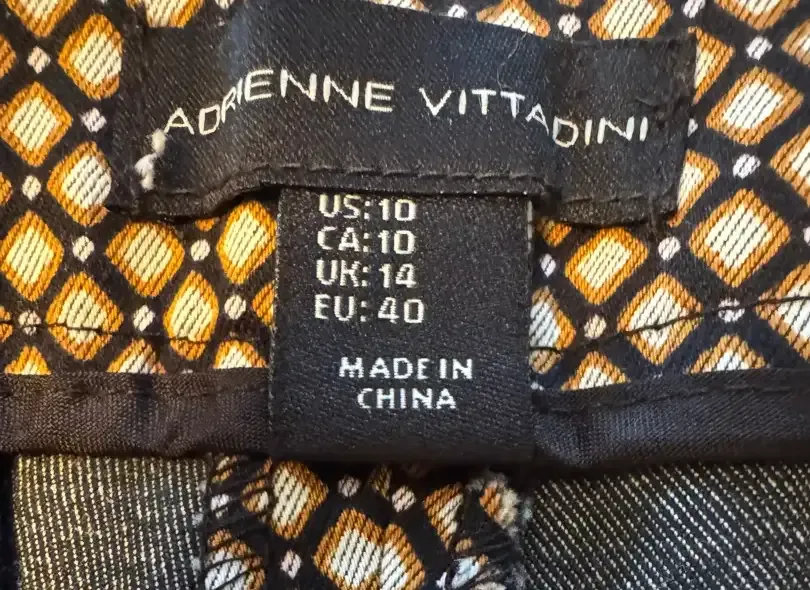 ADRIENNE VITTADINI
US: 10
CA: 10
UK: 14
EU: 40
MADE IN
CHINA